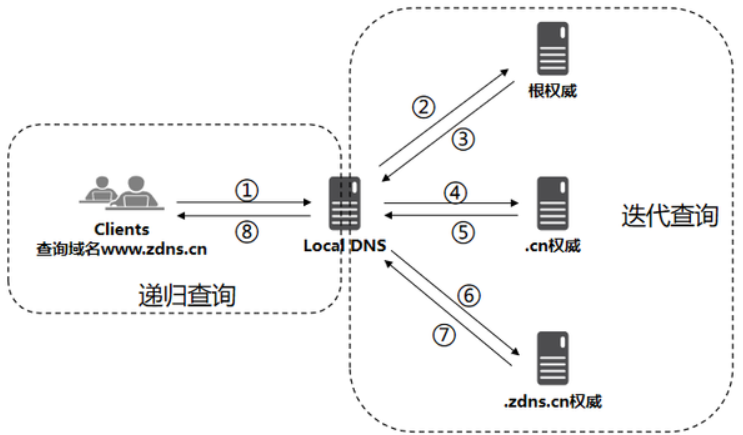 根权威
②
③
①
④
迭代查询
Clients
查询域名www.zdns.cn
⑧
Local DNS
⑤
.cn权威
递归查询
⑥
⑦
.zdns.cn权威